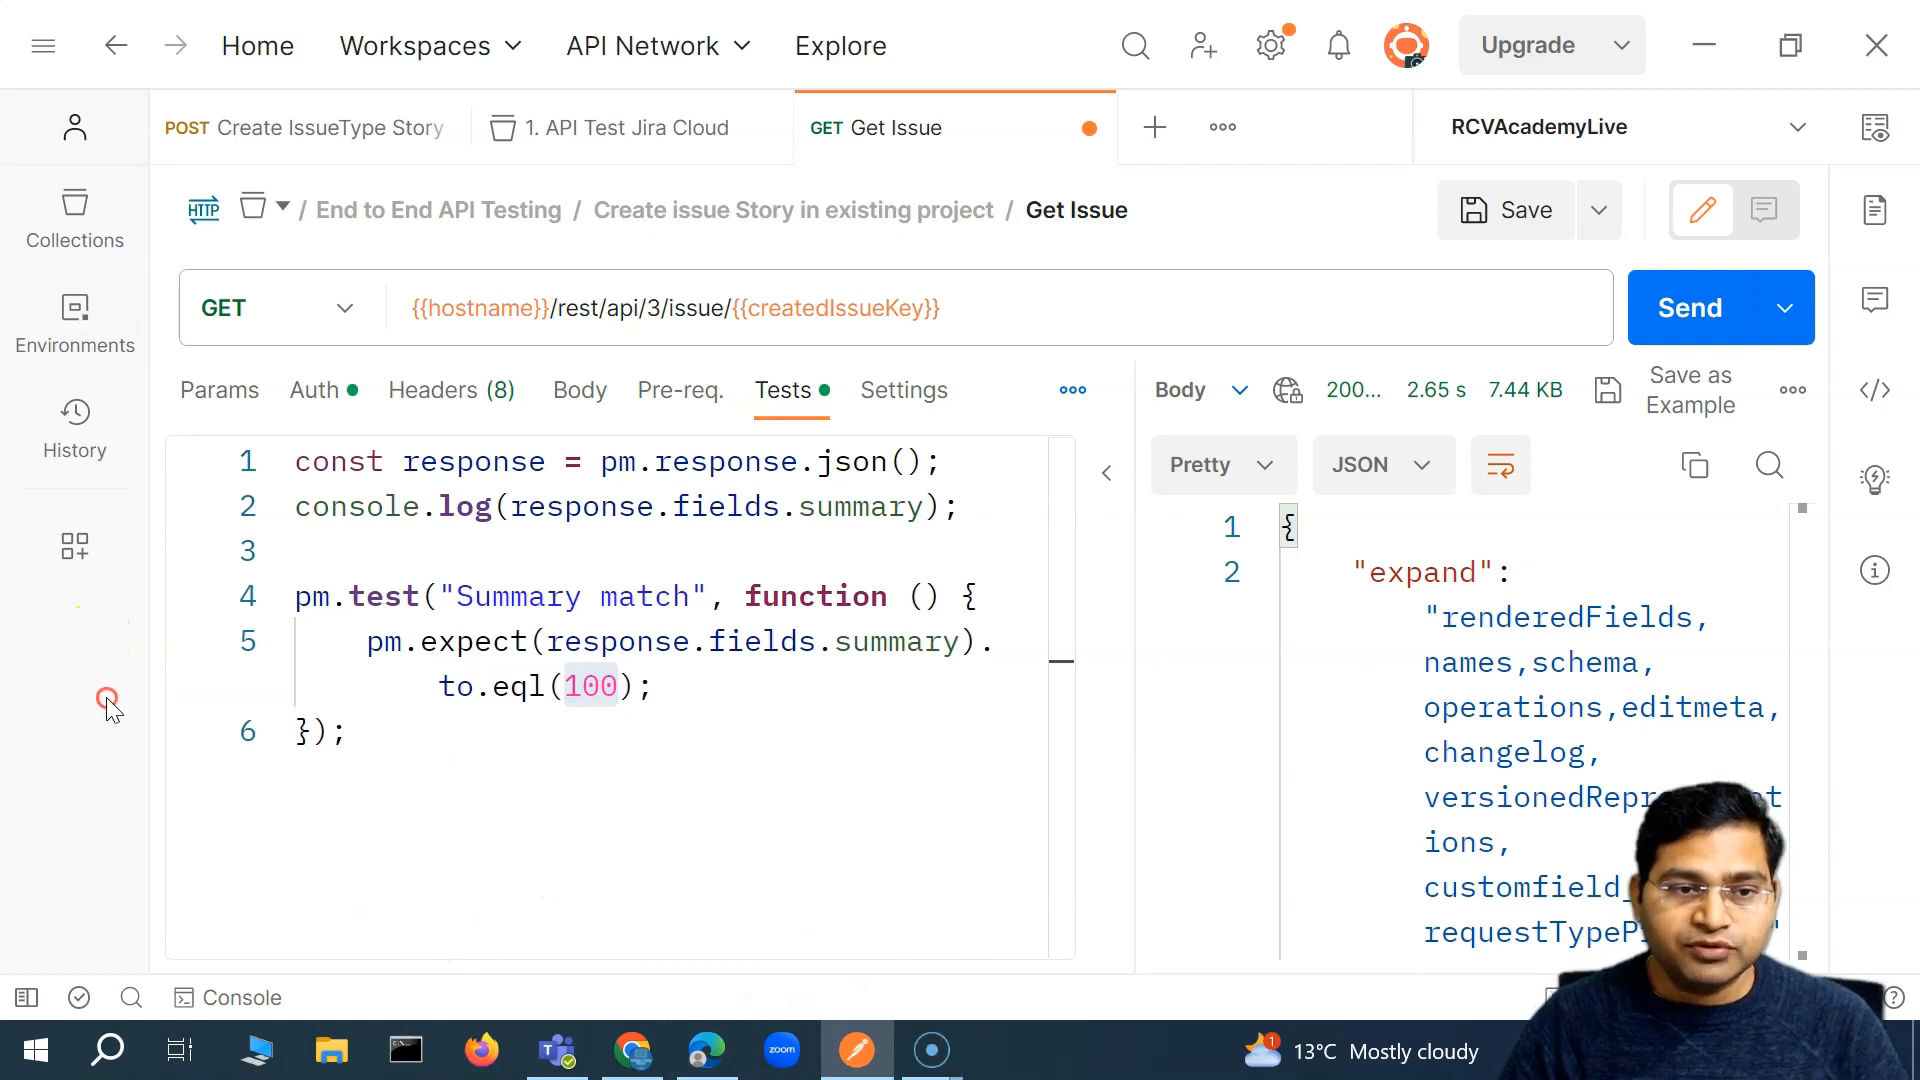 Home Workspaces API Network Explore Upgrade
POST Create IssueType Story 1. API Test Jira Cloud GET Get Issue RCVAcademyLive
HTTP / End to End API Testing / Create issue Story in existing project / Get Issue Save
Collections
Environments
History
GET {{hostname}}/rest/api/3/issue/{{createdIssueKey}} Send
Params Auth Headers (8) Body Pre-req. Tests Settings
Body 200... 2.65 s 7.44 KB Save as Example
Pretty JSON
1 const response = pm.response.json();
2 console.log(response.fields.summary);
3
4 pm.test("Summary match", function () {
5 pm.expect(response.fields.summary).
to.eql(100);
6 });
1 {
2 "expand":
"renderedFields,
names,schema,
operations,editmeta,
changelog,
ions,
Console
zoom
1 13°C Mostly cloudy